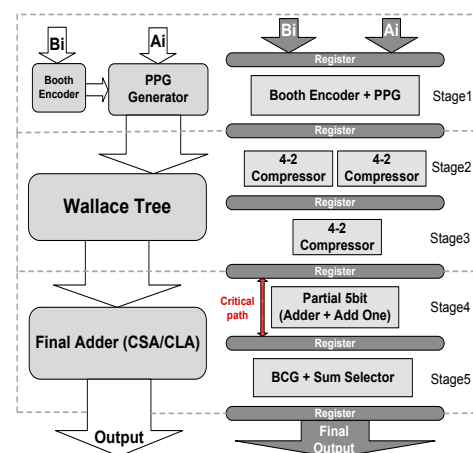 Bi
Ai
Booth
Encoder
PPG
Generator
Wallace Tree
Final Adder (CSA/CLA)
Output
Bi
Ai
Register
Booth Encoder + PPG
Stage1
Register
4-2
Compressor
4-2
Compressor
Stage2
Register
4-2
Compressor
Stage3
Register
Critical
path
Partial 5bit
(Adder + Add One)
Stage4
Register
BCG + Sum Selector
Stage5
Register
Final
Output